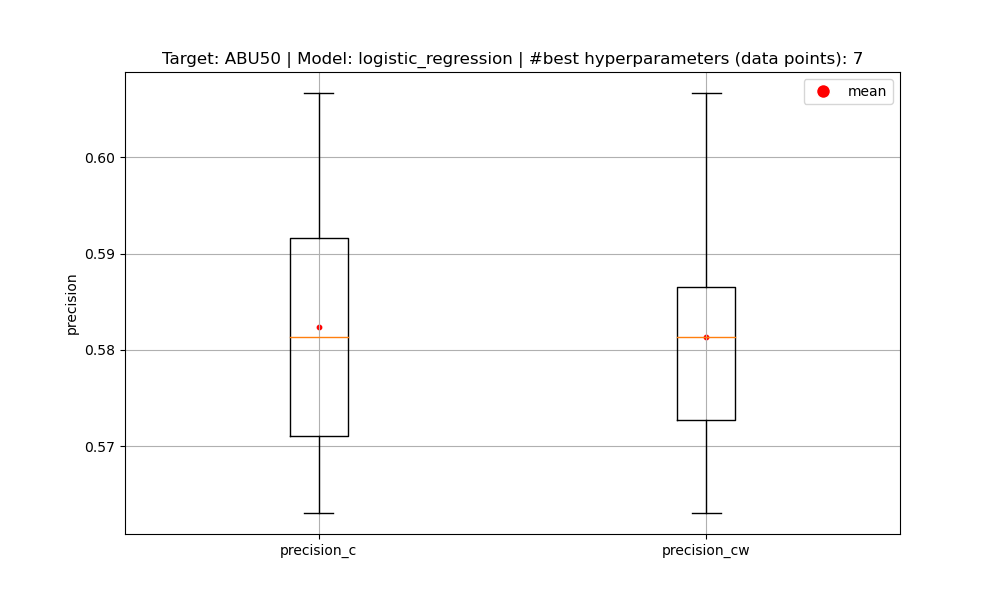 Target: ABU50 | Model: logistic_regression | #best hyperparameters (data points): 7
mean
0.60
0.59
0.58
0.57
precision
precision_c
precision_cw